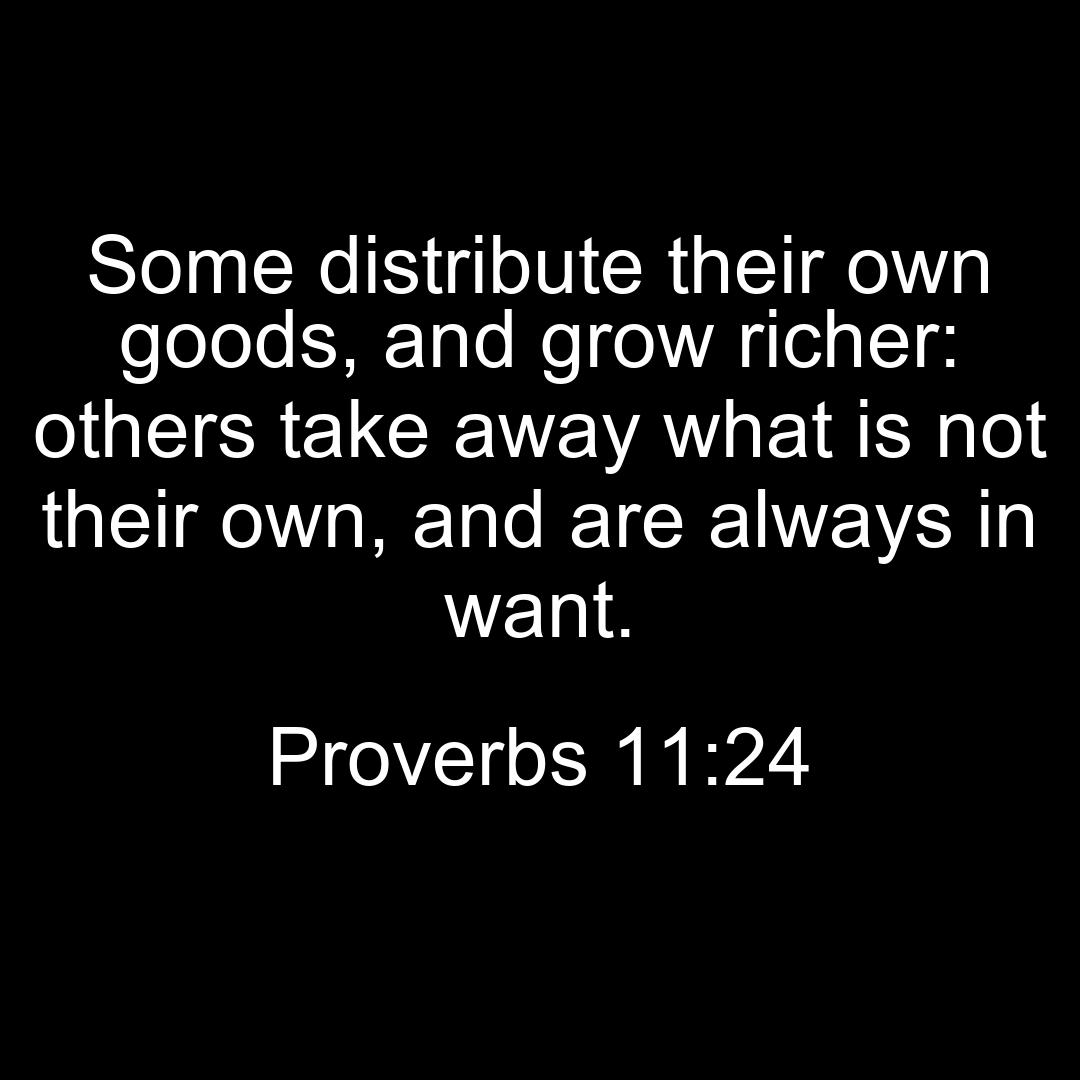 Some distribute their own
goods, and grow richer:
others take away what is not
their own, and are always in
want.
Proverbs 11:24